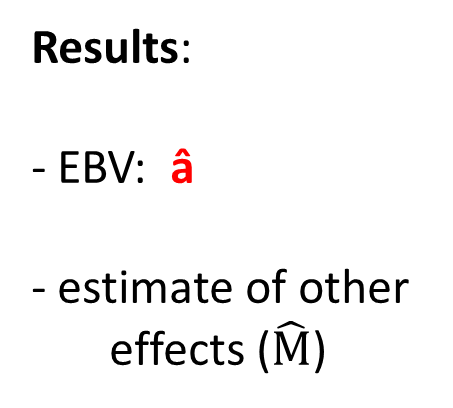 Results:
- EBV: â
- estimate of other
effects (M̂)